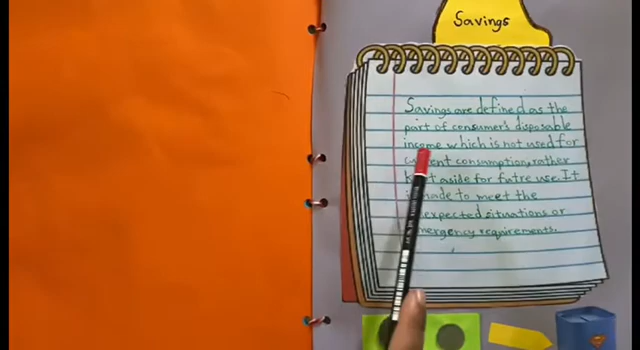 Savings
Savings are defined as the
part of consumer's disposable
income which is not used for
consumption, rather
aside for futre use. It
made to meet the
situations or
requirements.